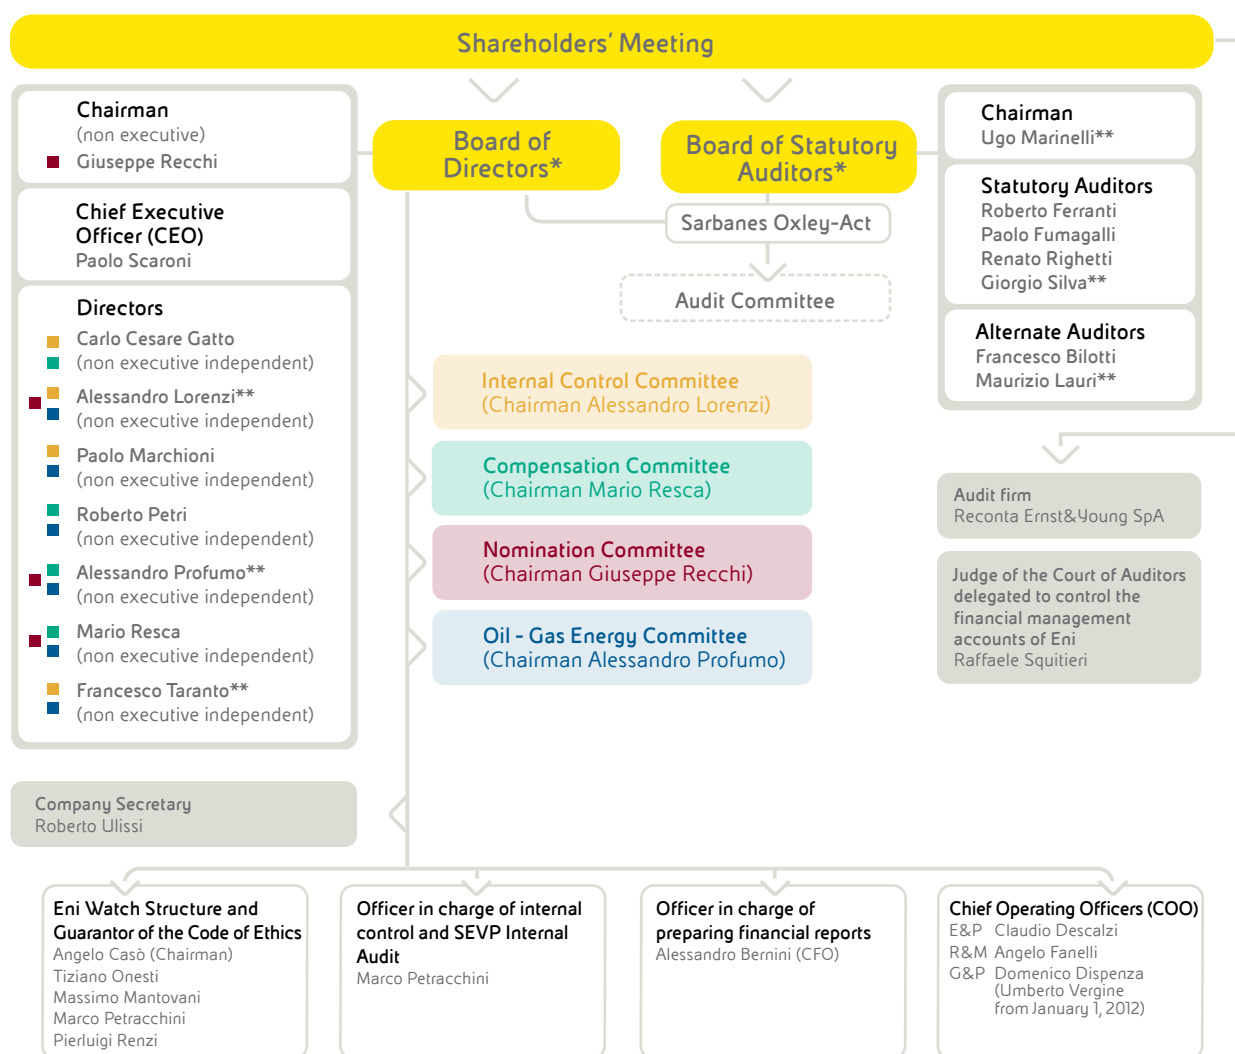 Shareholders' Meeting
Chairman
(non executive)
Giuseppe Recchi
Chief Executive
Officer (CEO)
Paolo Scaroni
Directors
Carlo Cesare Gatto
(non executive independent)
Alessandro Lorenzi**
(non executive independent)
Paolo Marchioni
(non executive independent)
Roberto Petri
(non executive independent)
Alessandro Profumo**
(non executive independent)
Mario Resca
(non executive independent)
Francesco Taranto**
(non executive independent)
Board of
Directors*
Board of Statutory
Auditors*
Sarbanes Oxley-Act
Audit Committee
Internal Control Committee
(Chairman Alessandro Lorenzi)
Compensation Committee
(Chairman Mario Resca)
Nomination Committee
(Chairman Giuseppe Recchi)
Oil - Gas Energy Committee
(Chairman Alessandro Profumo)
Chairman
Ugo Marinelli**
Statutory Auditors
Roberto Ferranti
Paolo Fumagalli
Renato Righetti
Giorgio Silva**
Alternate Auditors
Francesco Bilotti
Maurizio Lauri**
Audit firm
Reconta Ernst&Young SpA
Judge of the Court of Auditors
delegated to control the
financial management
accounts of Eni
Raffaele Squitieri
Company Secretary
Roberto Ulissi
Eni Watch Structure and
Guarantor of the Code of Ethics
Angelo Casò (Chairman)
Tiziano Onesti
Massimo Mantovani
Marco Petracchini
Pierluigi Renzi
Officer in charge of internal
control and SEVP Internal
Audit
Marco Petracchini
Officer in charge of
preparing financial reports
Alessandro Bernini (CFO)
Chief Operating Officers (COO)
E&P Claudio Descalzi
R&M Angelo Fanelli
G&P Domenico Dispenza
(Umberto Vergine
from January 1, 2012)